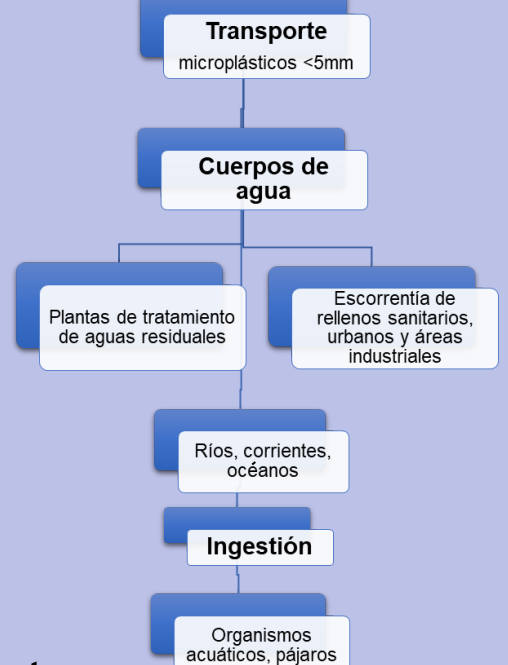 Transporte
microplásticos <5mm
Cuerpos de
agua
Plantas de tratamiento
de aguas residuales
Escorrentía de
rellenos sanitarios,
urbanos y áreas
industriales
Ríos, corrientes,
océanos
Ingestión
Organismos
acuáticos, pájaros